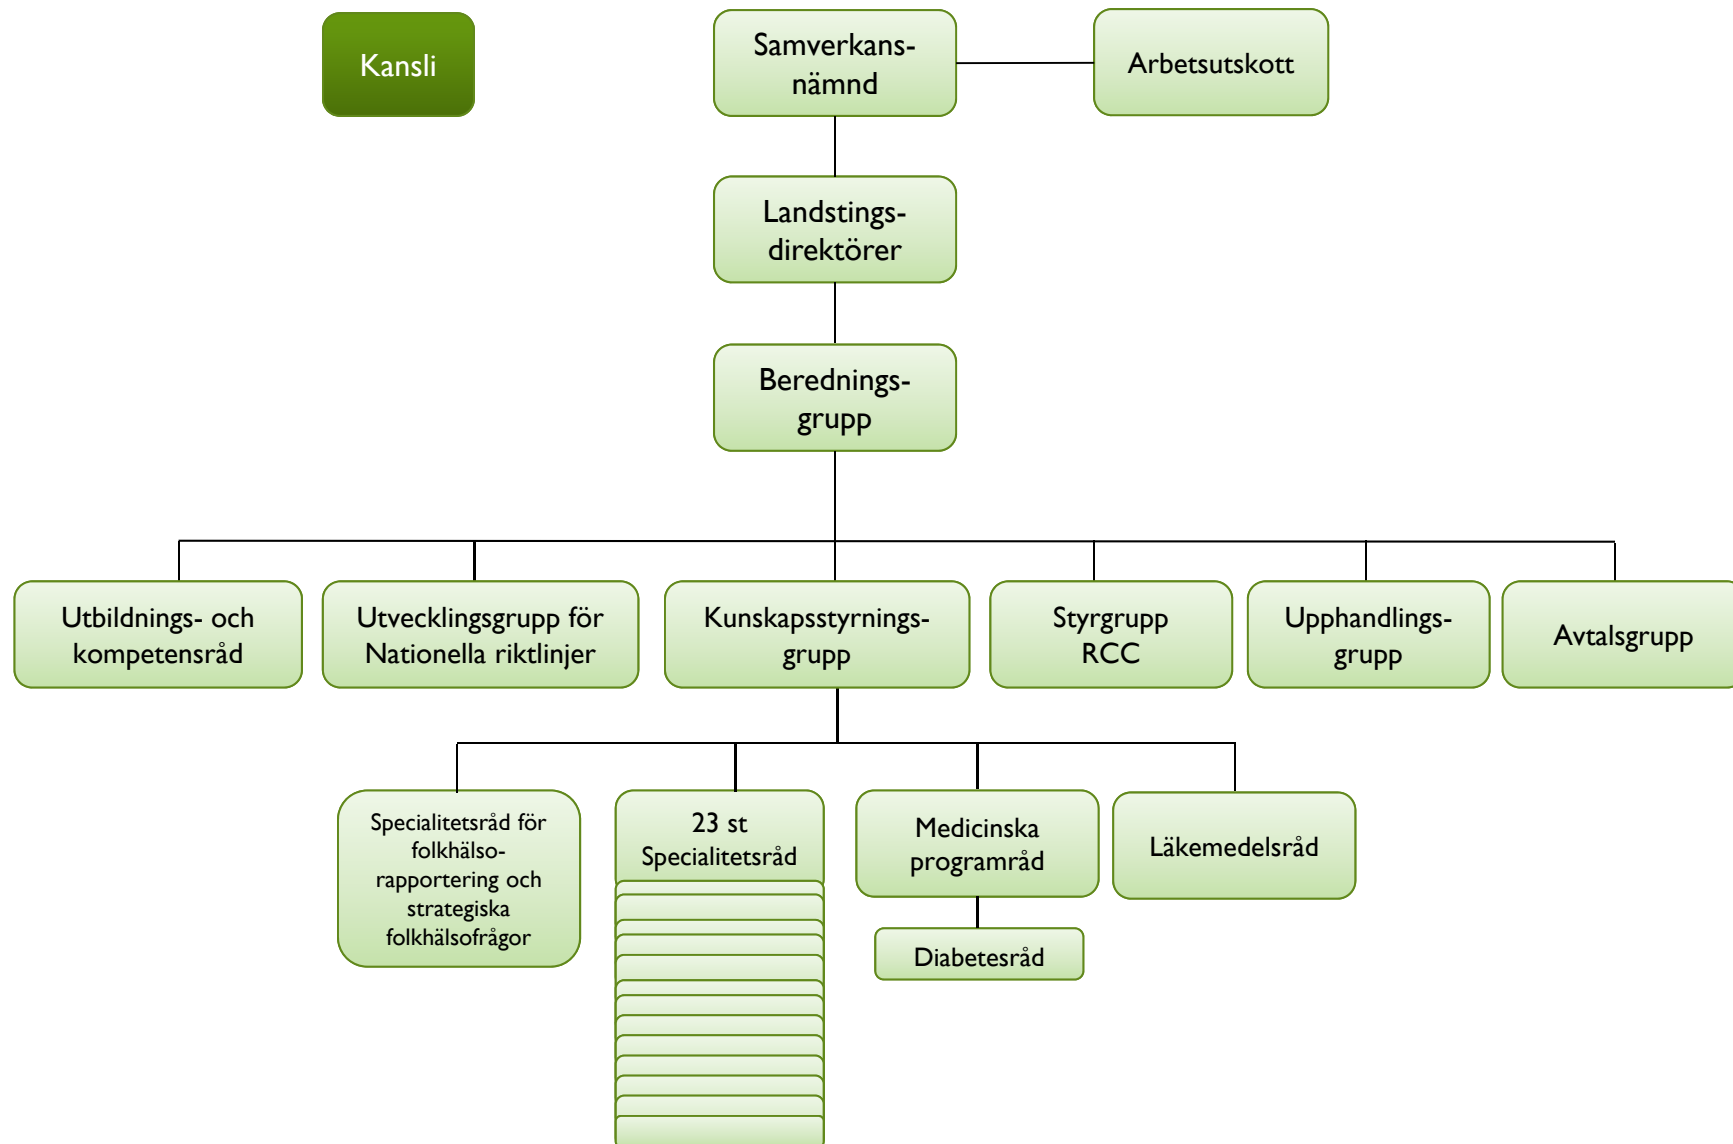 Kansli
Samverkans-
nämnd
Arbetsutskott
Landstings-
direktörer
Berednings-
grupp
Utbildnings- och
kompetensråd
Utvecklingsgrupp för
Nationella riktlinjer
Kunskapsstyrnings-
grupp
Styrgrupp
RCC
Upphandlings-
grupp
Avtalsgrupp
Specialitetsråd för
folkhälso-
rapportering och
strategiska
folkhälsofrågor
23 st
Specialitetsråd
Medicinska
programråd
Läkemedelsråd
Diabetesråd